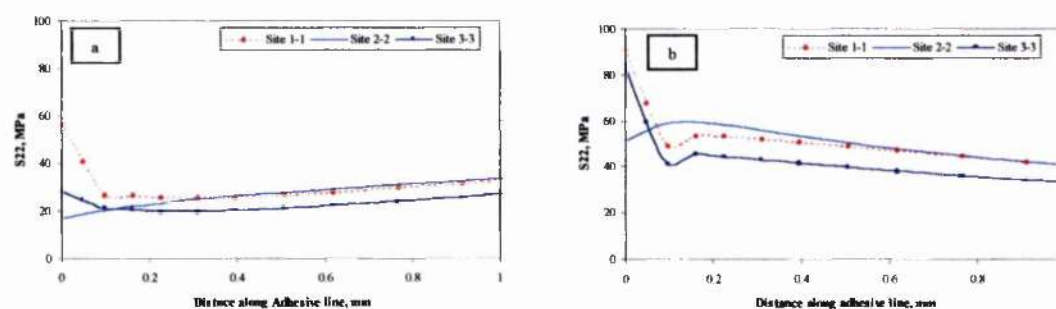 a
Site 1-1 Site 2-2 Site 3-3
100
80
60
40
20
0
S22, MPa
0 0.2 0.4 0.6 0.8 1
Distnce along Adhesive line, mm
b
Site 1-1 Site 2-2 Site 3-3
100
80
60
40
20
0
S22, MPa
0 0.2 0.4 0.6 0.8
Distance along adhesive line, mm